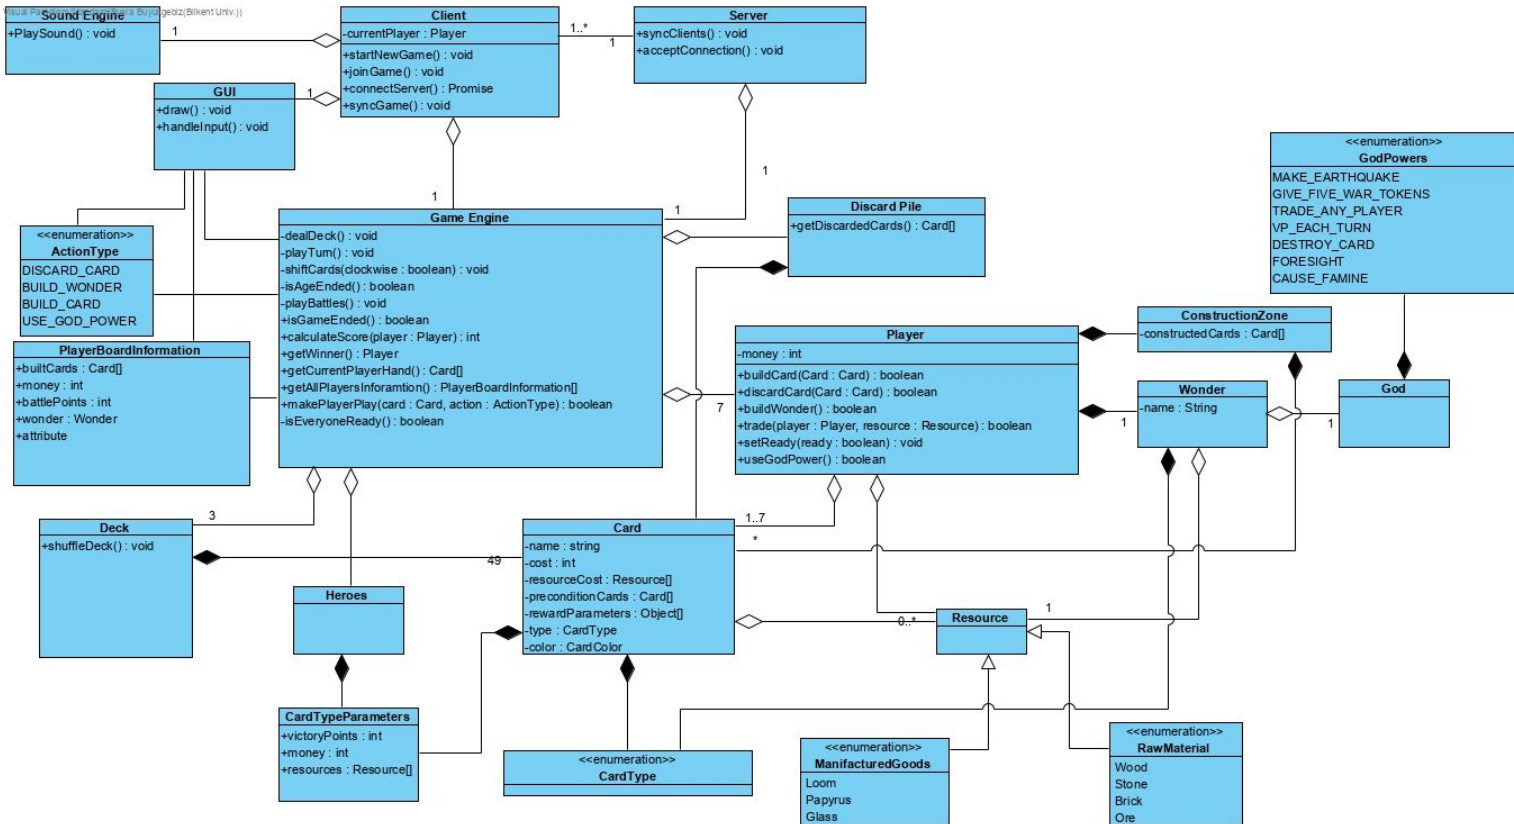 Sound Engine
+PlaySound() : void
1
Client
-currentPlayer : Player
+startNewGame() : void
+joinGame() : void
+connectServer() : Promise
+syncGame() : void
1..*
1
Server
+syncClients() : void
+acceptConnection() : void
GUI
+draw() : void
+handleInput() : void
1
1
1
1
<<enumeration>>
GodPowers
MAKE_EARTHQUAKE
GIVE_FIVE_WAR_TOKENS
TRADE_ANY_PLAYER
VP_EACH_TURN
DESTROY_CARD
FORESIGHT
CAUSE_FAMINE
Game Engine
-dealDeck() : void
-playTurn() : void
-shiftCards(clockwise : boolean) : void
-isAgeEnded() : boolean
-playBattles() : void
+isGameEnded() : boolean
+calculateScore(player : Player) : int
+getWinner() : Player
+getCurrentPlayerHand() : Card[]
+getAllPlayersInforamtion() : PlayerBoardInformation[]
+makePlayerPlay(card : Card, action : ActionType) : boolean
-isEveryoneReady() : boolean
Discard Pile
+getDiscardedCards() : Card[]
<<enumeration>>
ActionType
DISCARD_CARD
BUILD_WONDER
BUILD_CARD
USE_GOD_POWER
PlayerBoardInformation
+builtCards : Card[]
+money : int
+battlePoints : int
+wonder : Wonder
+attribute
Player
-money : int
+buildCard(Card : Card) : boolean
+discardCard(Card : Card) : boolean
+buildWonder() : boolean
+trade(player : Player, resource : Resource) : boolean
+setReady(ready : boolean) : void
+useGodPower() : boolean
7
ConstructionZone
-constructedCards : Card[]
Wonder
-name : String
1
God
1
3
Deck
+shuffleDeck() : void
49
Heroes
Card
-name : string
-cost : int
-resourceCost : Resource[]
-preconditionCards : Card[]
-rewardParameters : Object[]
-type : CardType
-color : CardColor
1..7
*
0..*
Resource
1
CardTypeParameters
+victoryPoints : int
+money : int
+resources : Resource[]
<<enumeration>>
CardType
<<enumeration>>
ManifacturedGoods
Loom
Papyrus
Glass
<<enumeration>>
RawMaterial
Wood
Stone
Brick
Ore